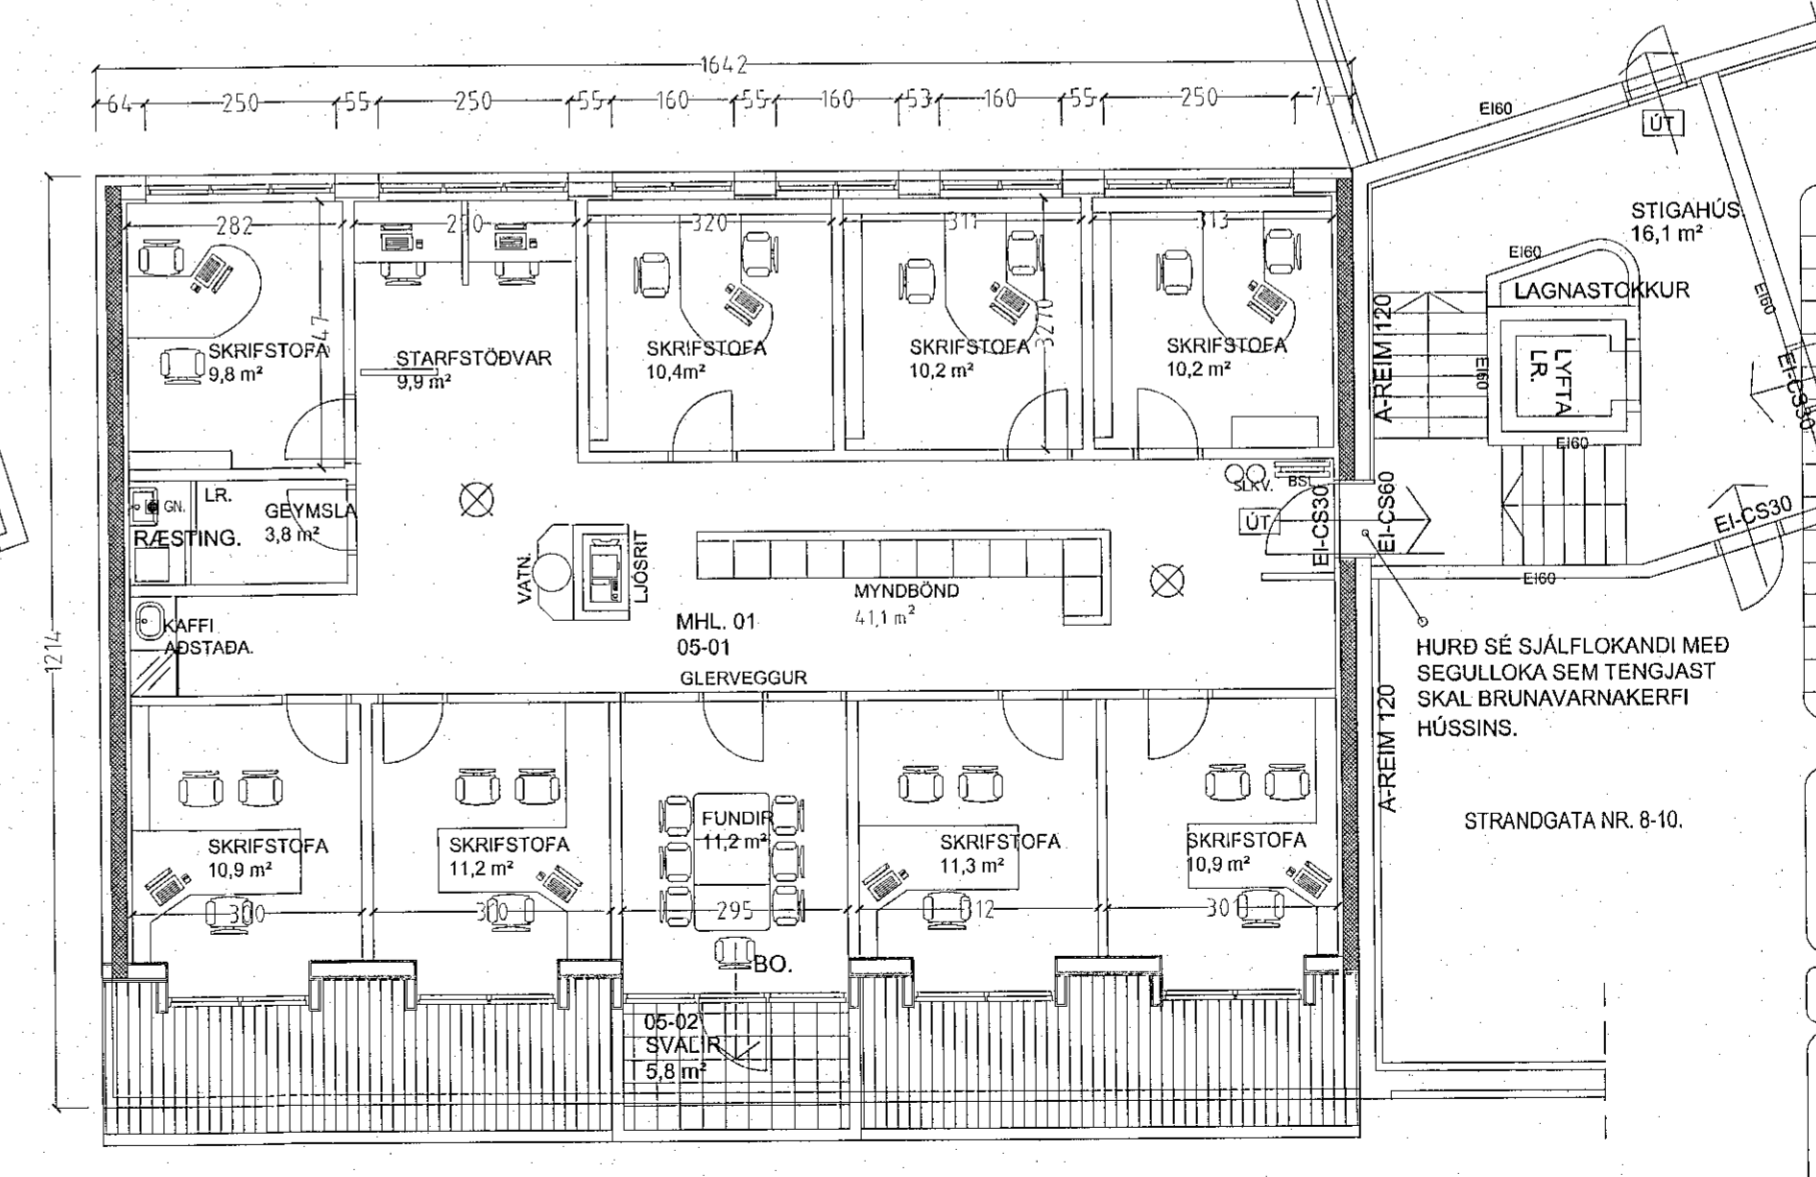 1642
64 250 55 250 55 160 55 160 53 160 55 250 75
EI60
ÚT
282 320 311 313
STIGAHÚS
16,1 m²
EI60
LAGNASTOKKUR
EI60
A-REIM 120
EI60
LYFTA
LR.
EI-CS30
EI60
SKRIFSTOFA
9,8 m²
STARFSTÖÐVAR
9,9 m²
SKRIFSTOFA
10,4m²
SKRIFSTOFA
10,2 m²
SKRIFSTOFA
10,2 m²
LR.
GN.
RÆSTING.
GEYMSLA
3,8 m²
SLKV.
BSL
ÚT
EI-CS30
EI-CS60
EI-CS30
EI60
VATN.
LJÓSRIT
MYNDBÖND
41,1 m²
MHL. 01
05-01
GLERVEGGUR
KAFFI
AÐSTAÐA.
1214
HURÐ SÉ SJÁLFLOKANDI MEÐ
SEGULLOKA SEM TENGJAST
SKAL BRUNAVARNAKERFI
HÚSSINS.
A-REIM 120
STRANDGATA NR. 8-10.
SKRIFSTOFA
10,9 m²
SKRIFSTOFA
11,2 m²
FUNDIR
11,2 m²
SKRIFSTOFA
11,3 m²
SKRIFSTOFA
10,9 m²
300 295 312 301
BO.
05-02
SVALIR
5,8 m²